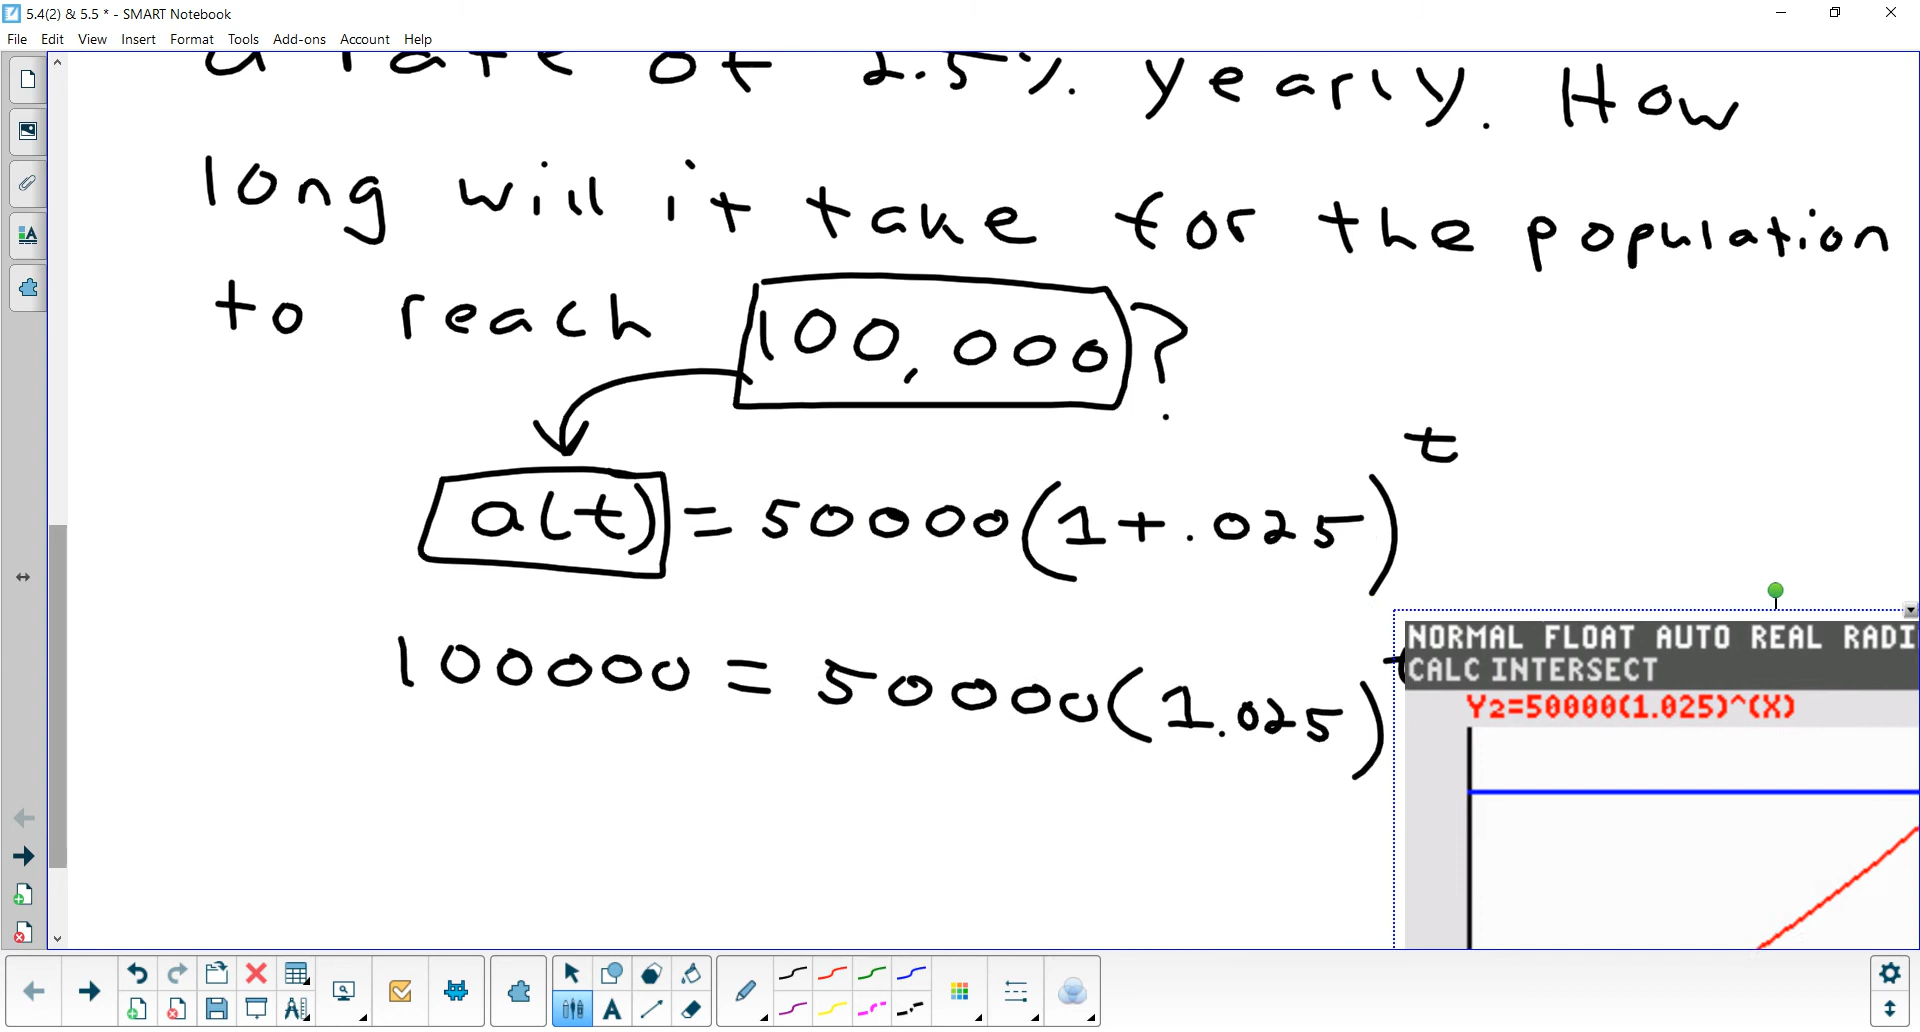 5.4(2) & 5.5 * - SMART Notebook
File Edit View Insert Format Tools Add-ons Account Help
a rate of 2.5% yearly. How
long will it take for the population
to reach 100,000?
a(t) = 50000(1+.025)^t
100000 = 50000(1.025)^t
NORMAL FLOAT AUTO REAL RADI
CALC INTERSECT
Y2=50000(1.025)^(X)